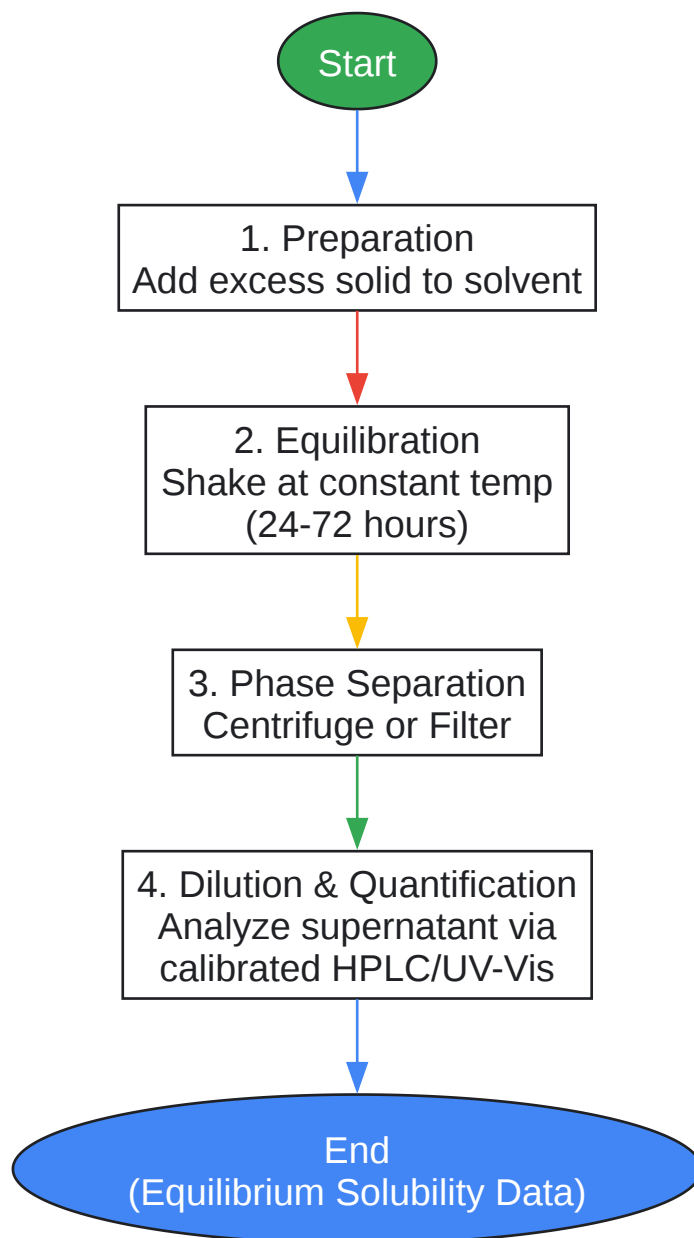 Start
1. Preparation
Add excess solid to solvent
2. Equilibration
Shake at constant temp
(24-72 hours)
3. Phase Separation
Centrifuge or Filter
4. Dilution & Quantification
Analyze supernatant via
calibrated HPLC/UV-Vis
End
(Equilibrium Solubility Data)